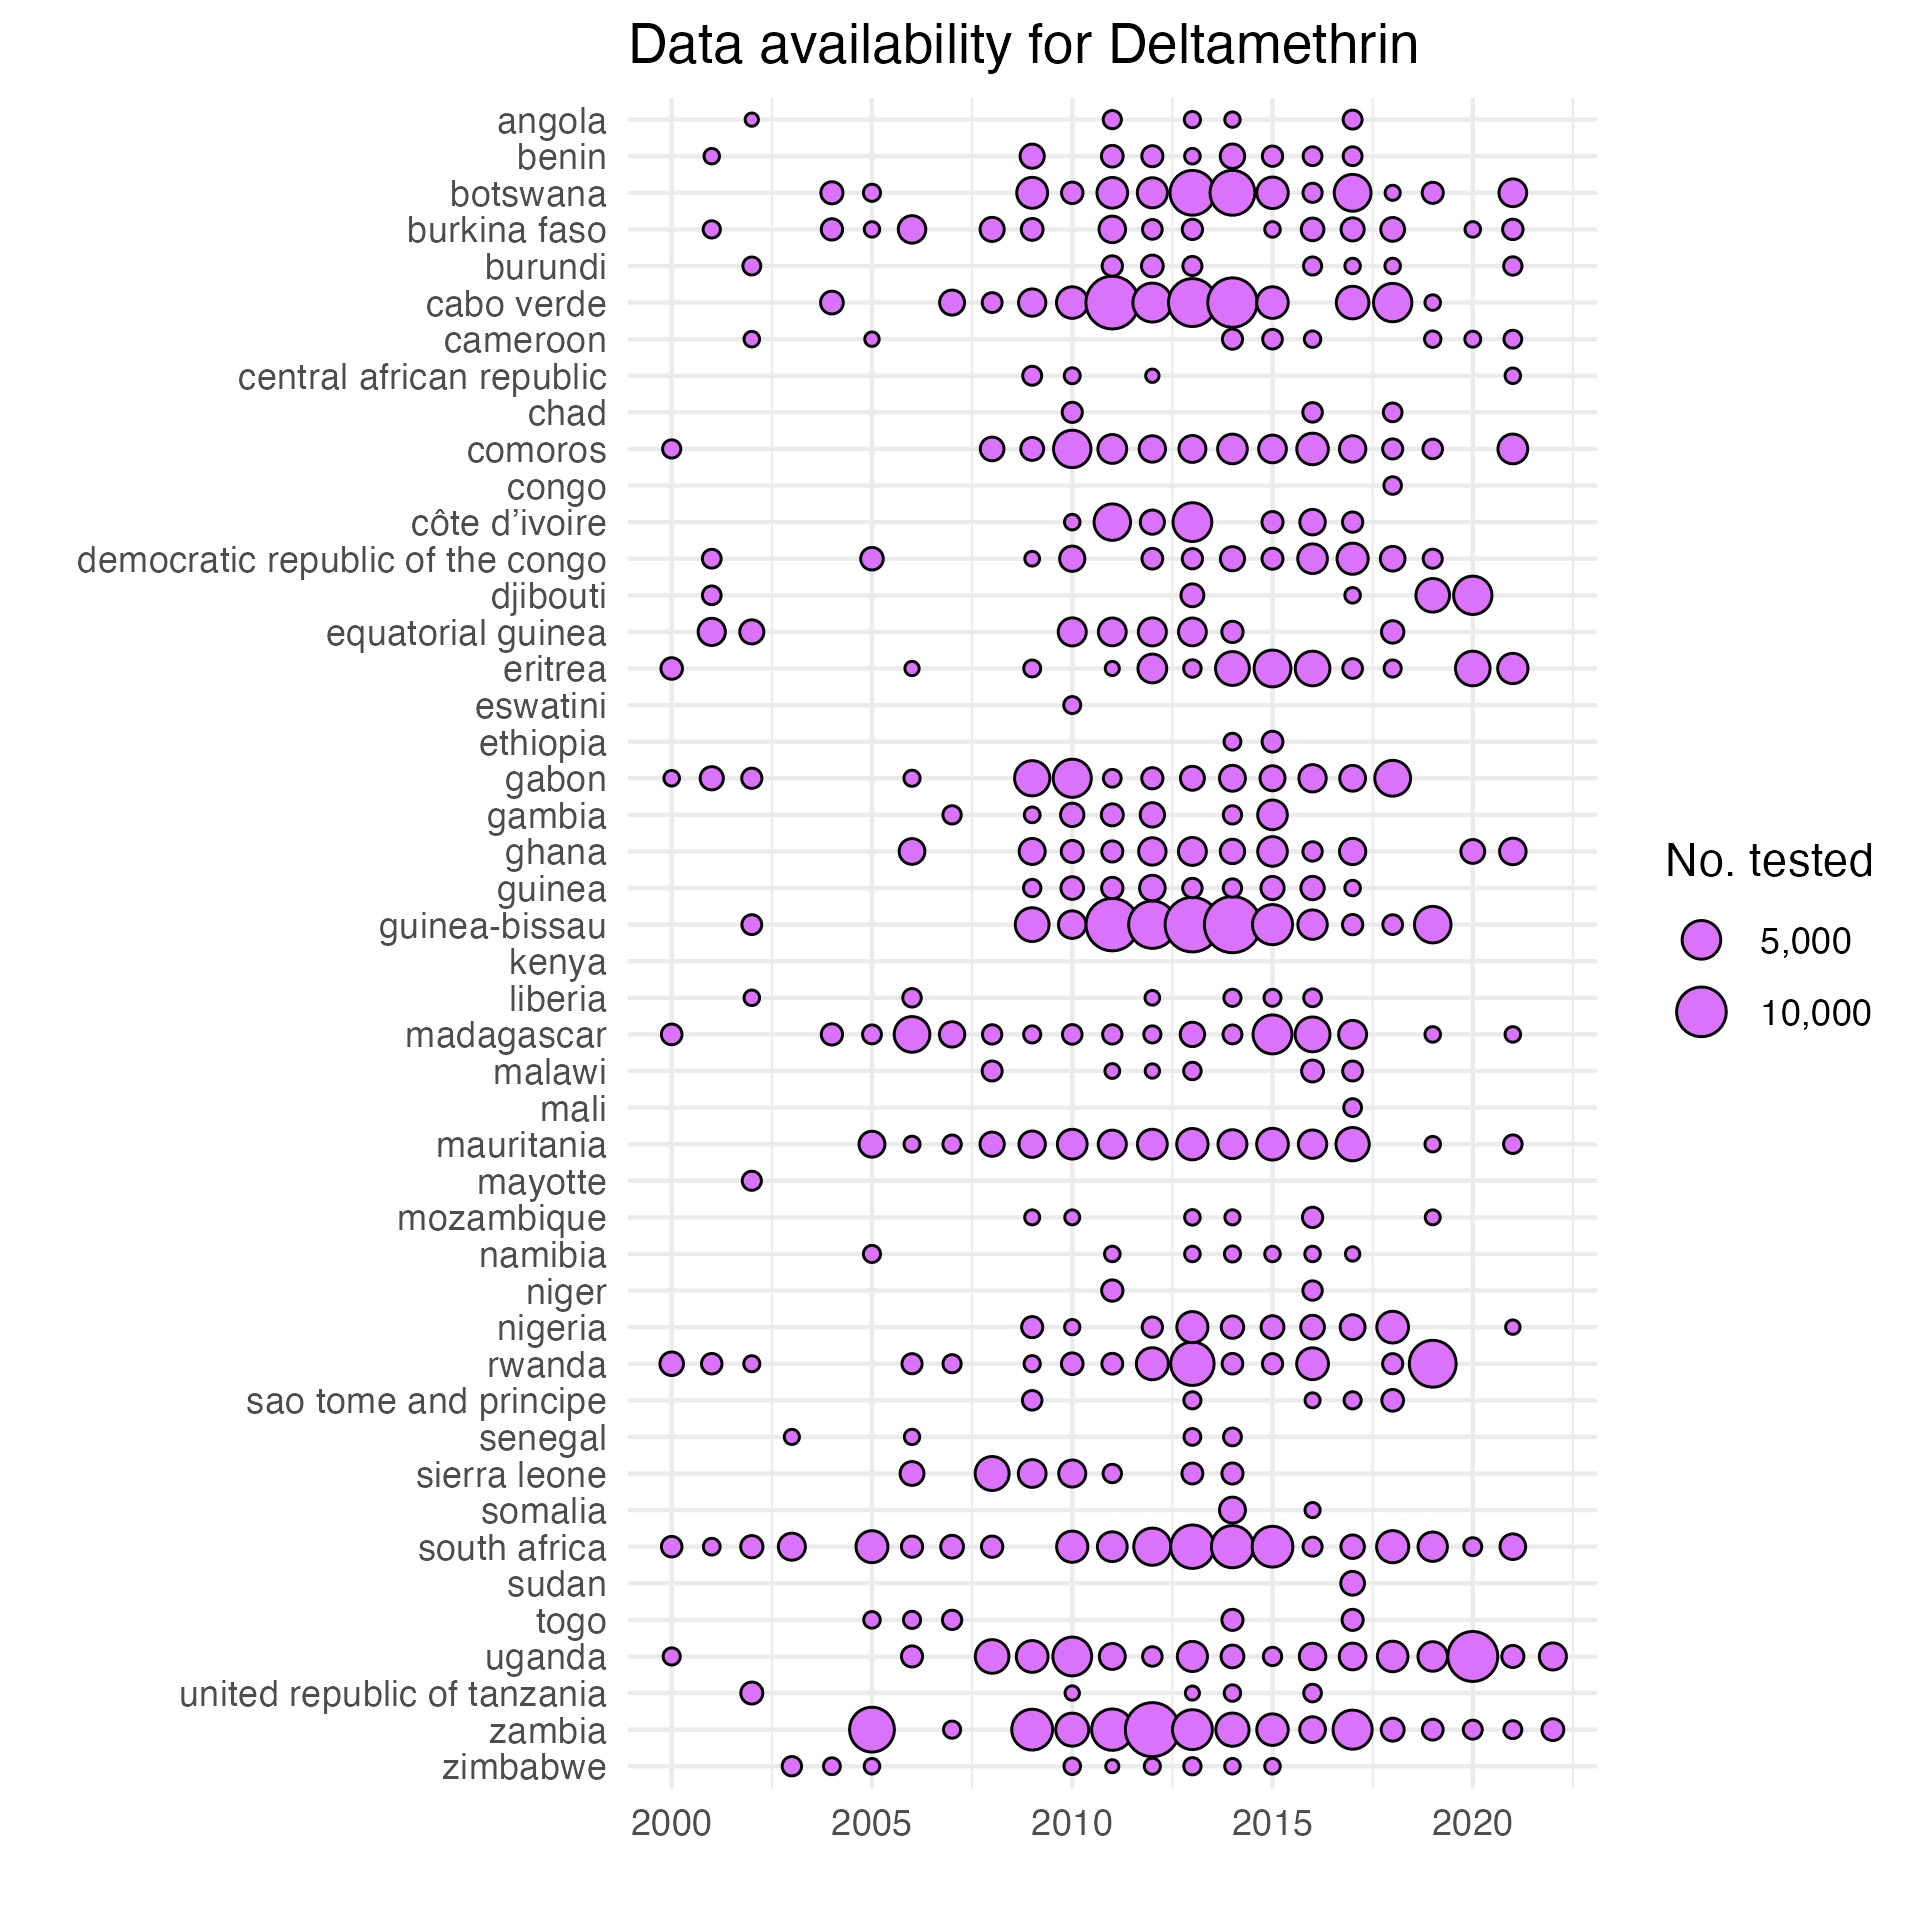 Data availability for Deltamethrin
angola
benin
botswana
burkina faso
burundi
cabo verde
cameroon
central african republic
chad
comoros
congo
côte d’ivoire
democratic republic of the congo
djibouti
equatorial guinea
eritrea
eswatini
ethiopia
gabon
gambia
ghana
guinea
guinea-bissau
kenya
liberia
madagascar
malawi
mali
mauritania
mayotte
mozambique
namibia
niger
nigeria
rwanda
sao tome and principe
senegal
sierra leone
somalia
south africa
sudan
togo
uganda
united republic of tanzania
zambia
zimbabwe
2000 2005 2010 2015 2020
No. tested
5,000
10,000